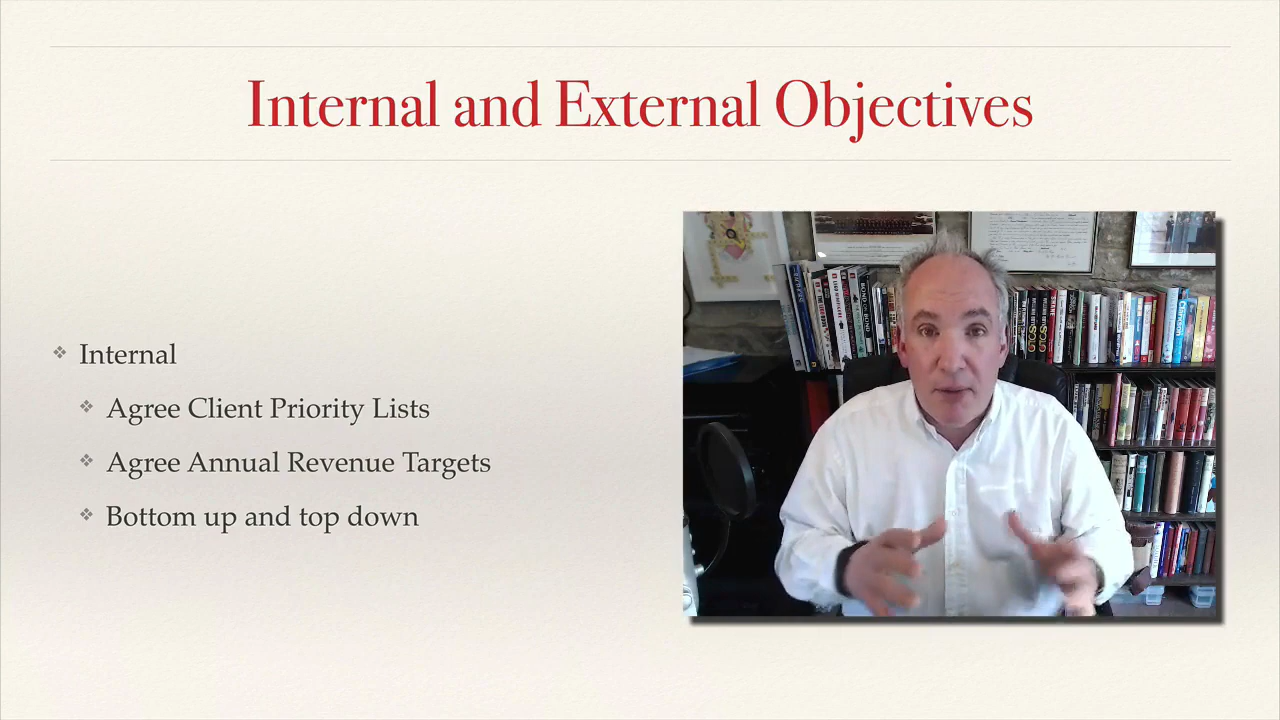 Internal and External Objectives
Internal
Agree Client Priority Lists
Agree Annual Revenue Targets
Bottom up and top down